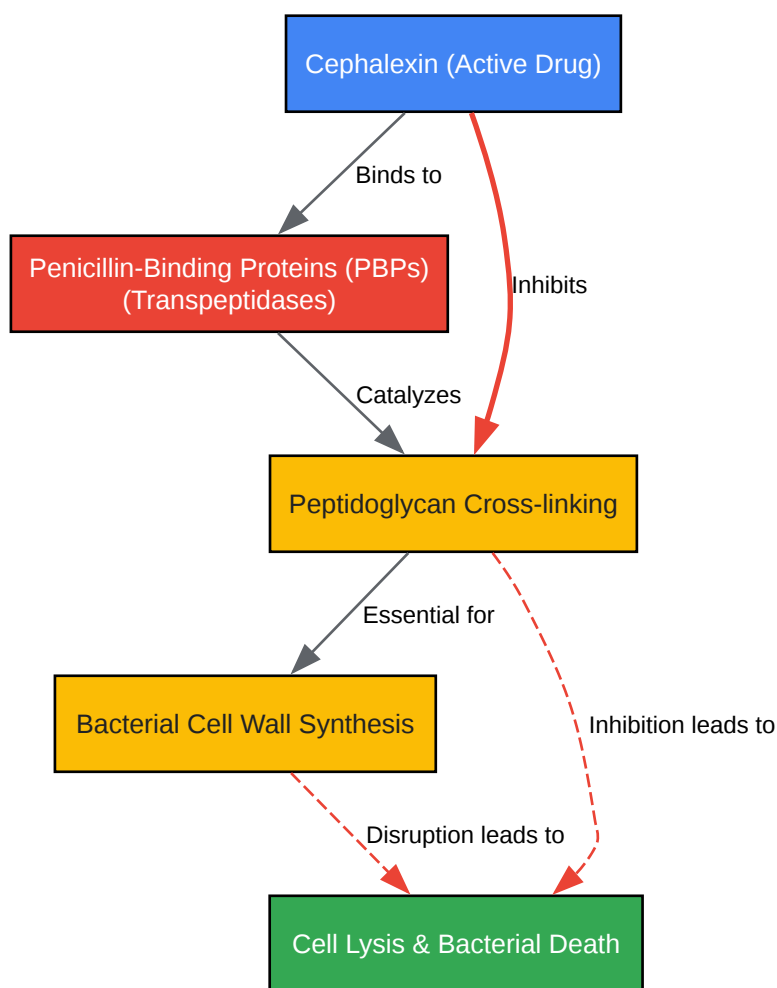 Cephalexin (Active Drug)
Binds to
Penicillin-Binding Proteins (PBPs)
(Transpeptidases)
Inhibits
Catalyzes
Peptidoglycan Cross-linking
Essential for
Bacterial Cell Wall Synthesis
Inhibition leads to
Disruption leads to
Cell Lysis & Bacterial Death